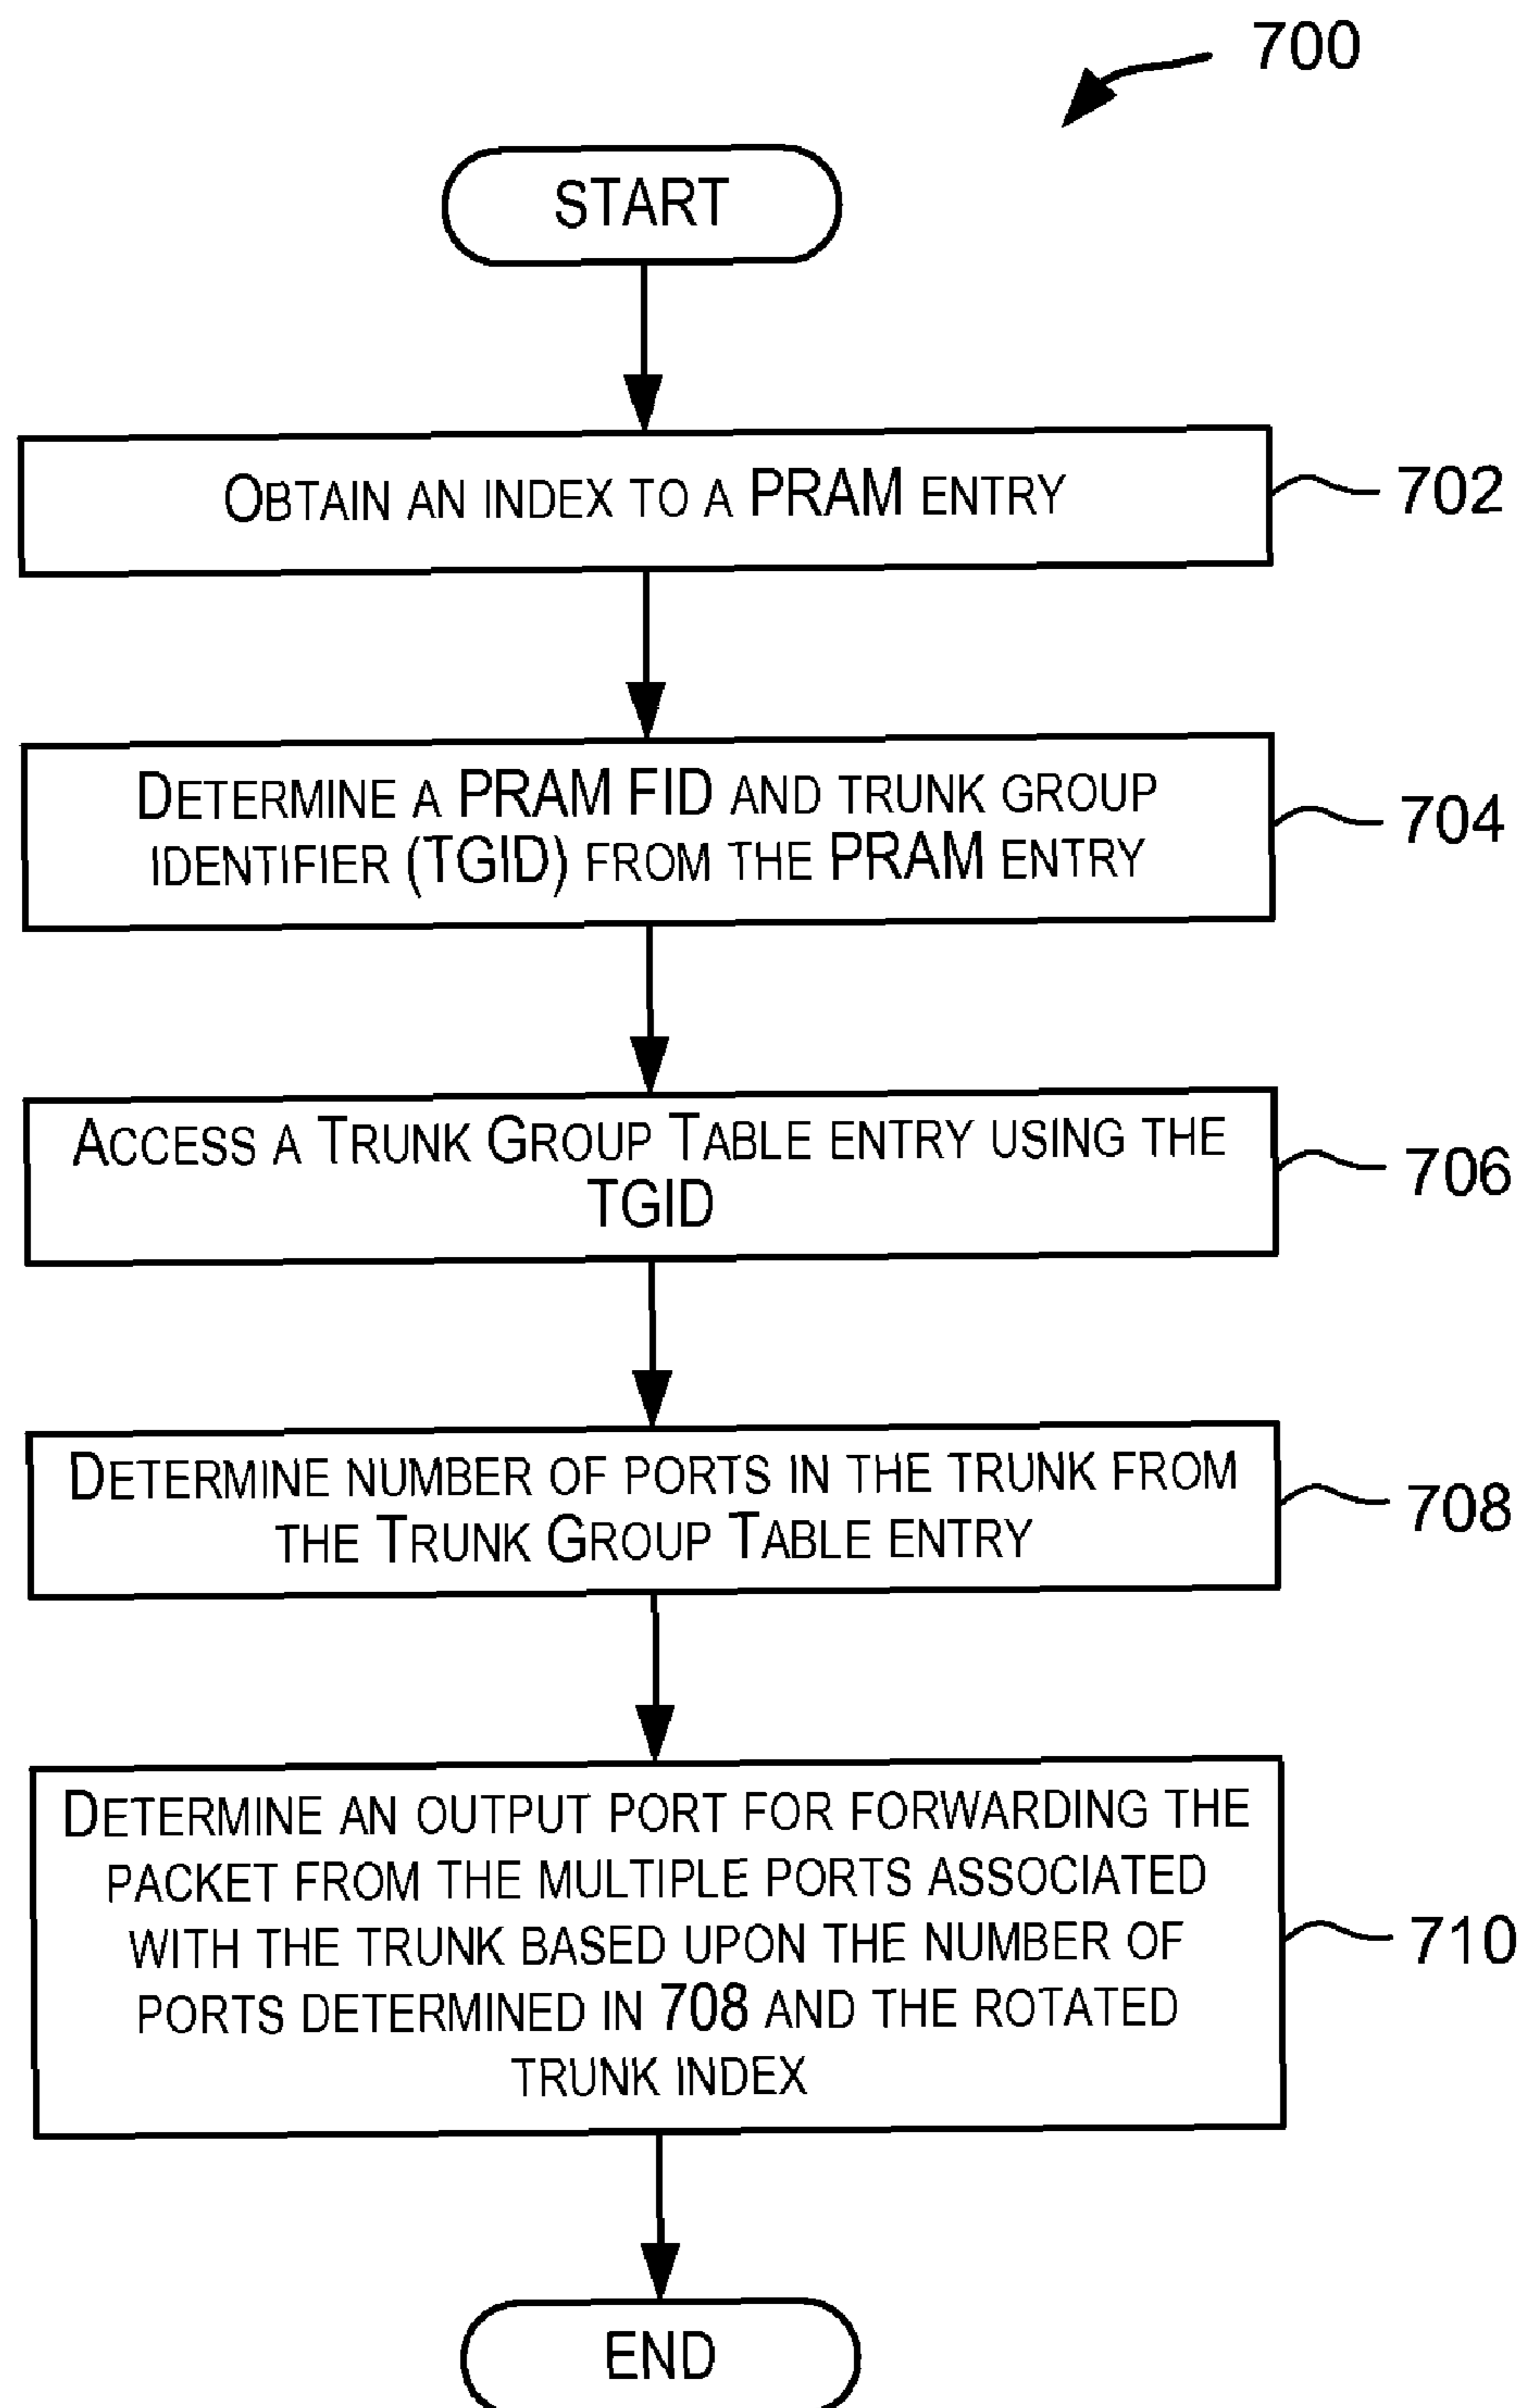 700
START
OBTAIN AN INDEX TO A PRAM ENTRY
702
DETERMINE A PRAM FID AND TRUNK GROUP
IDENTIFIER (TGID) FROM THE PRAM ENTRY
704
ACCESS A TRUNK GROUP TABLE ENTRY USING THE
TGID
706
DETERMINE NUMBER OF PORTS IN THE TRUNK FROM
THE TRUNK GROUP TABLE ENTRY
708
DETERMINE AN OUTPUT PORT FOR FORWARDING THE
PACKET FROM THE MULTIPLE PORTS ASSOCIATED
WITH THE TRUNK BASED UPON THE NUMBER OF
PORTS DETERMINED IN 708 AND THE ROTATED
TRUNK INDEX
710
END